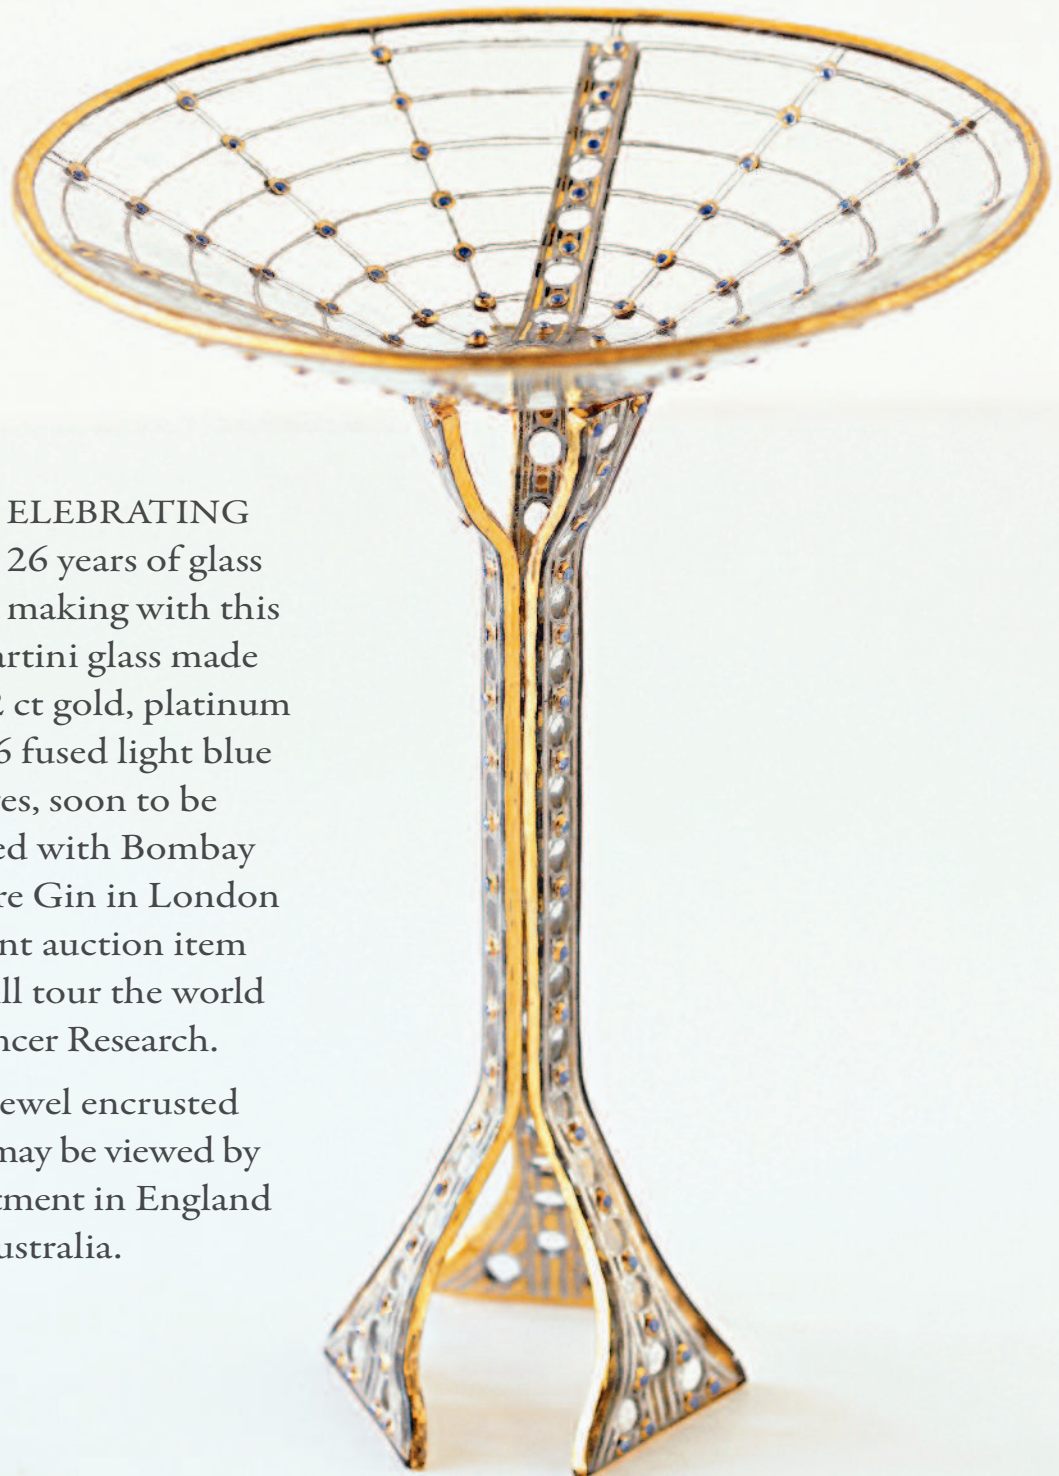 ELEBRATING
26 years of glass
making with this
artini glass made
2 ct gold, platinum
6 fused light blue
es, soon to be
ed with Bombay
re Gin in London
nt auction item
ll tour the world
ncer Research.
ewel encrusted
may be viewed by
tment in England
ustralia.